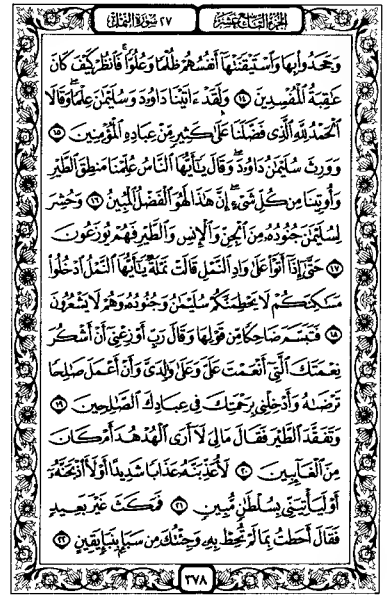 الجزء التاسع عشر ٢٧ سورة النمل
وَجَحَدُوا۟ بِهَا وَٱسْتَيْقَنَتْهَآ أَنفُسُهُمْ ظُلْمًا وَعُلُوًّا ۚ فَٱنظُرْ كَيْفَ كَانَ
عَٰقِبَةُ ٱلْمُفْسِدِينَ ١٤ وَلَقَدْ ءَاتَيْنَا دَاوُۥدَ وَسُلَيْمَٰنَ عِلْمًا ۖ وَقَالَا
ٱلْحَمْدُ لِلَّهِ ٱلَّذِى فَضَّلَنَا عَلَىٰ كَثِيرٍ مِّنْ عِبَادِهِ ٱلْمُؤْمِنِينَ ١٥
وَوَرِثَ سُلَيْمَٰنُ دَاوُۥدَ ۖ وَقَالَ يَٰٓأَيُّهَا ٱلنَّاسُ عُلِّمْنَا مَنطِقَ ٱلطَّيْرِ
وَأُوتِينَا مِن كُلِّ شَىْءٍ ۖ إِنَّ هَٰذَا لَهُوَ ٱلْفَضْلُ ٱلْمُبِينُ ١٦ وَحُشِرَ
لِسُلَيْمَٰنَ جُنُودُهُۥ مِنَ ٱلْجِنِّ وَٱلْإِنسِ وَٱلطَّيْرِ فَهُمْ يُوزَعُونَ
١٧ حَتَّىٰٓ إِذَآ أَتَوْا۟ عَلَىٰ وَادِ ٱلنَّمْلِ قَالَتْ نَمْلَةٌ يَٰٓأَيُّهَا ٱلنَّمْلُ ٱدْخُلُوا۟
مَسَٰكِنَكُمْ لَا يَحْطِمَنَّكُمْ سُلَيْمَٰنُ وَجُنُودُهُۥ وَهُمْ لَا يَشْعُرُونَ
١٨ فَتَبَسَّمَ ضَاحِكًا مِّن قَوْلِهَا وَقَالَ رَبِّ أَوْزِعْنِىٓ أَنْ أَشْكُرَ
نِعْمَتَكَ ٱلَّتِىٓ أَنْعَمْتَ عَلَىَّ وَعَلَىٰ وَٰلِدَىَّ وَأَنْ أَعْمَلَ صَٰلِحًا
تَرْضَىٰهُ وَأَدْخِلْنِى بِرَحْمَتِكَ فِى عِبَادِكَ ٱلصَّٰلِحِينَ ١٩
وَتَفَقَّدَ ٱلطَّيْرَ فَقَالَ مَالِىَ لَآ أَرَى ٱلْهُدْهُدَ أَمْ كَانَ
مِنَ ٱلْغَآئِبِينَ ٢٠ لَأُعَذِّبَنَّهُۥ عَذَابًا شَدِيدًا أَوْ لَأَا۟ذْبَحَنَّهُۥٓ
أَوْ لَيَأْتِيَنِّى بِسُلْطَٰنٍ مُّبِينٍ ٢١ فَمَكَثَ غَيْرَ بَعِيدٍ
فَقَالَ أَحَطتُ بِمَا لَمْ تُحِطْ بِهِۦ وَجِئْتُكَ مِن سَبَإٍۭ بِنَبَإٍ يَقِينٍ ٢٢
٣٧٨